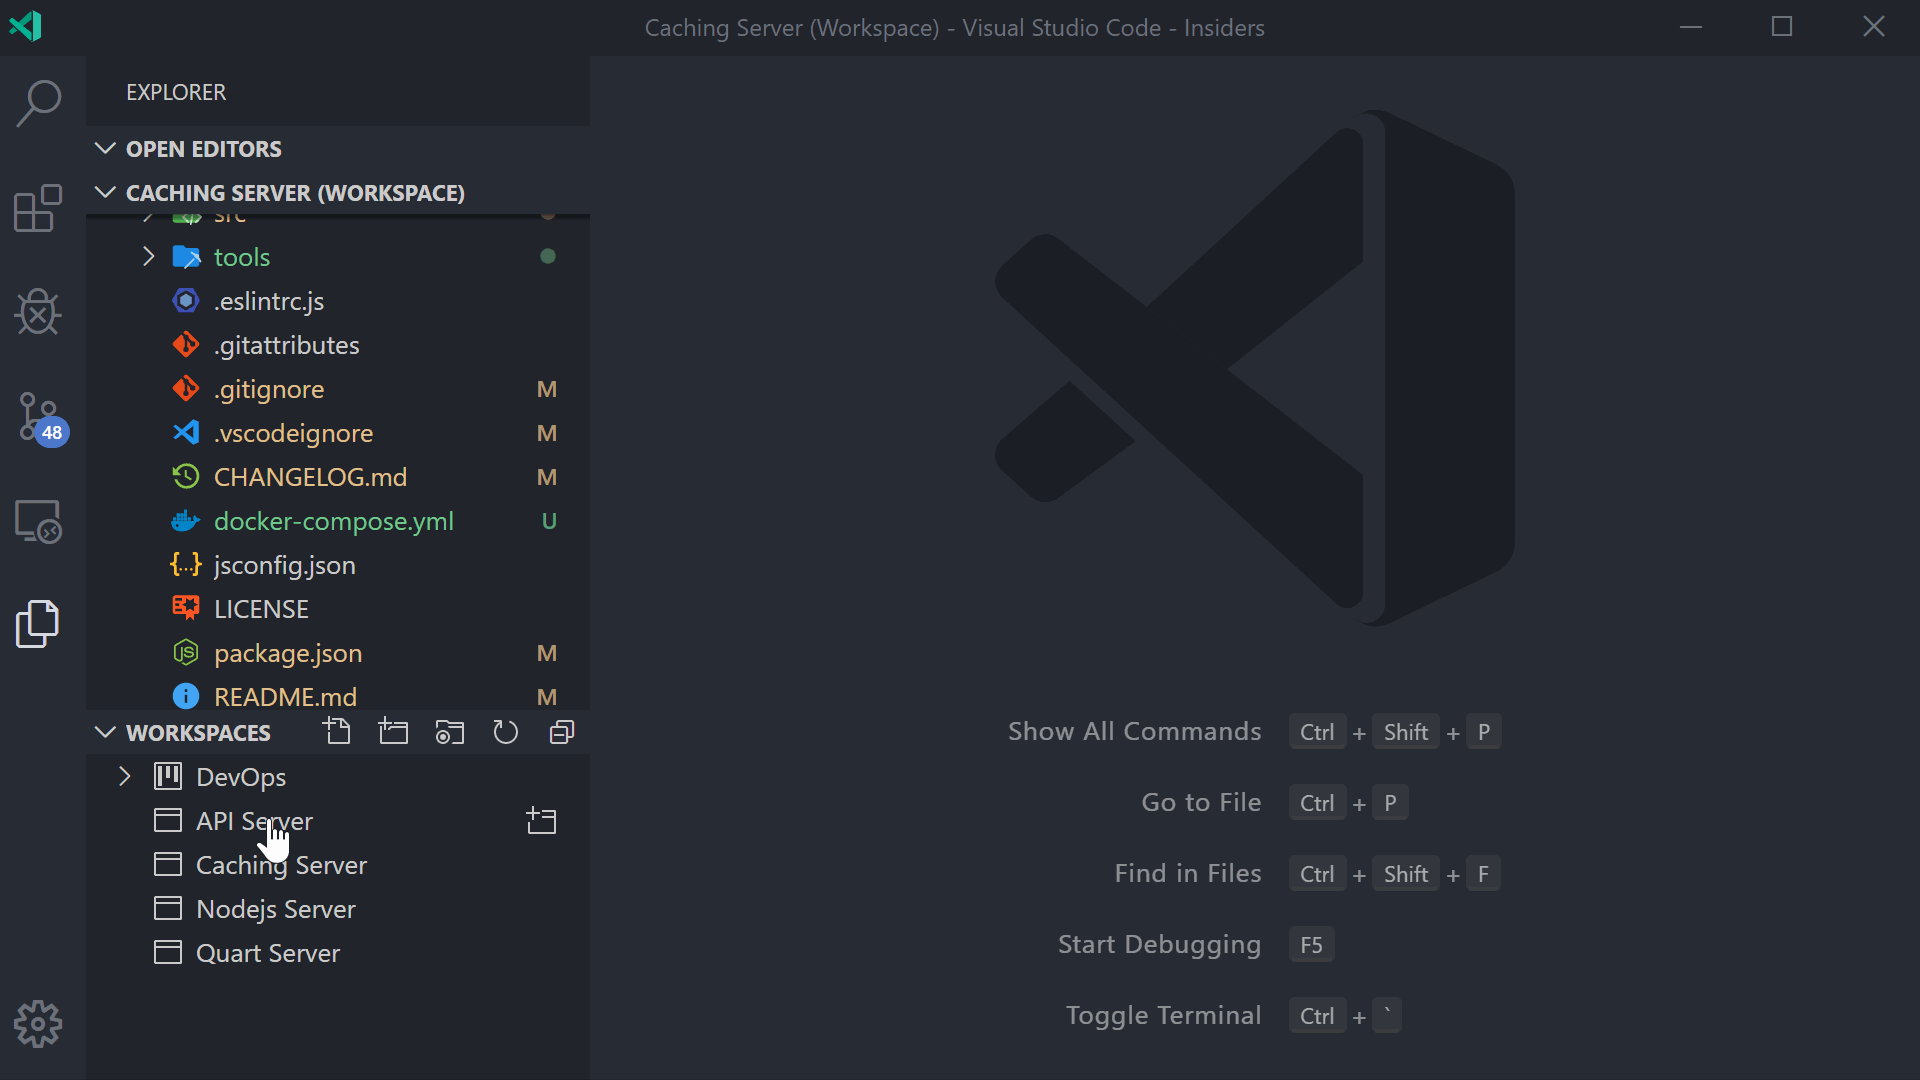 Caching Server (Workspace) - Visual Studio Code - Insiders
EXPLORER
OPEN EDITORS
CACHING SERVER (WORKSPACE)
src
tools
.eslintrc.js
.gitattributes
.gitignore M
.vscodeignore M
CHANGELOG.md M
docker-compose.yml U
{...} jsconfig.json
LICENSE
JS package.json M
i README.md M
48
WORKSPACES
DevOps
API Server
Caching Server
Nodejs Server
Quart Server
Show All Commands Ctrl + Shift + P
Go to File Ctrl + P
Find in Files Ctrl + Shift + F
Start Debugging F5
Toggle Terminal Ctrl + `